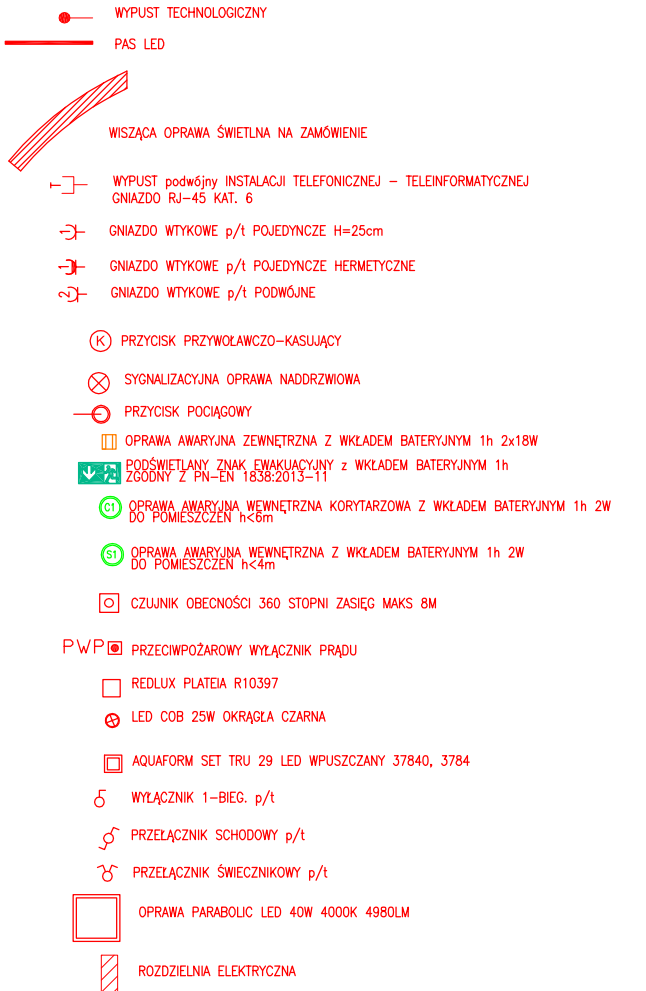 WYPUST TECHNOLOGICZNY
PAS LED
WISZĄCA OPRAWA ŚWIETLNA NA ZAMÓWIENIE
WYPUST podwójny INSTALACJI TELEFONICZNEJ – TELEINFORMATYCZNEJ
GNIAZDO RJ–45 KAT. 6
1 GNIAZDO WTYKOWE p/t POJEDYNCZE H=25cm
1 GNIAZDO WTYKOWE p/t POJEDYNCZE HERMETYCZNE
2 GNIAZDO WTYKOWE p/t PODWÓJNE
K PRZYCISK PRZYWOŁAWCZO–KASUJĄCY
SYGNALIZACYJNA OPRAWA NADDRZWIOWA
PRZYCISK POCIĄGOWY
OPRAWA AWARYJNA ZEWNĘTRZNA Z WKŁADEM BATERYJNYM 1h 2x18W
PODŚWIETLANY ZNAK EWAKUACYJNY z WKŁADEM BATERYJNYM 1h
ZGODNY Z PN–EN 1838:2013–11
C1 OPRAWA AWARYJNA WEWNĘTRZNA KORYTARZOWA Z WKŁADEM BATERYJNYM 1h 2W
DO POMIESZCZEŃ h<6m
S1 OPRAWA AWARYJNA WEWNĘTRZNA Z WKŁADEM BATERYJNYM 1h 2W
DO POMIESZCZEŃ h<4m
CZUJNIK OBECNOŚCI 360 STOPNI ZASIĘG MAKS 8M
PWP PRZECIWPOŻAROWY WYŁĄCZNIK PRĄDU
REDLUX PLATEIA R10397
LED COB 25W OKRĄGŁA CZARNA
AQUAFORM SET TRU 29 LED WPUSZCZANY 37840, 3784
WYŁĄCZNIK 1–BIEG. p/t
PRZEŁĄCZNIK SCHODOWY p/t
PRZEŁĄCZNIK ŚWIECZNIKOWY p/t
OPRAWA PARABOLIC LED 40W 4000K 4980LM
ROZDZIELNIA ELEKTRYCZNA